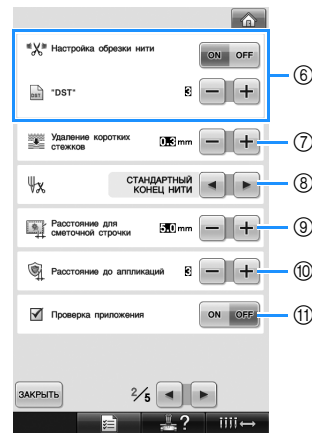 Настройка обрезки нити
ON OFF
⑥
DST
"DST"
3
− +
Удаление коротких
стежков
0.3 mm
− +
⑦
СТАНДАРТНЫЙ
КОНЕЦ НИТИ
⑧
Расстояние для
сметочной строчки
5.0 mm
− +
⑨
Расстояние до аппликаций
3
− +
⑩
Проверка приложения
ON OFF
⑪
ЗАКРЫТЬ
2/5
?